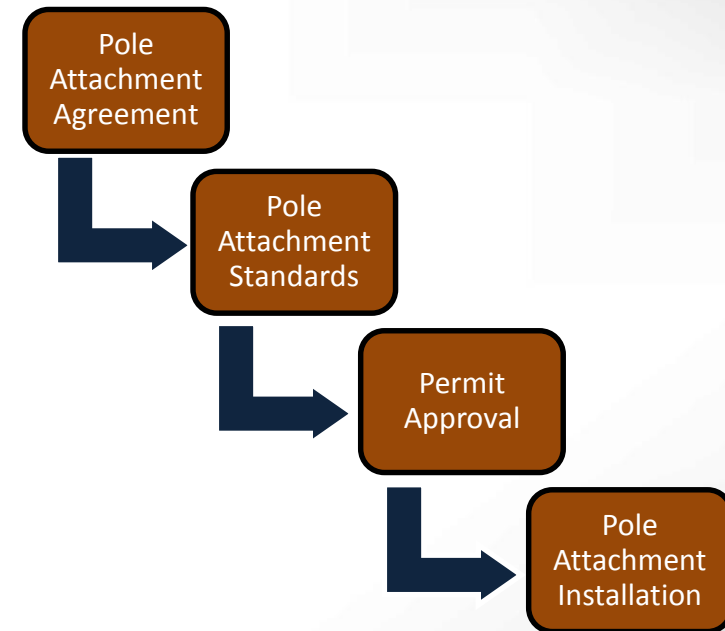 Pole
Attachment
Agreement
Pole
Attachment
Standards
Permit
Approval
Pole
Attachment
Installation